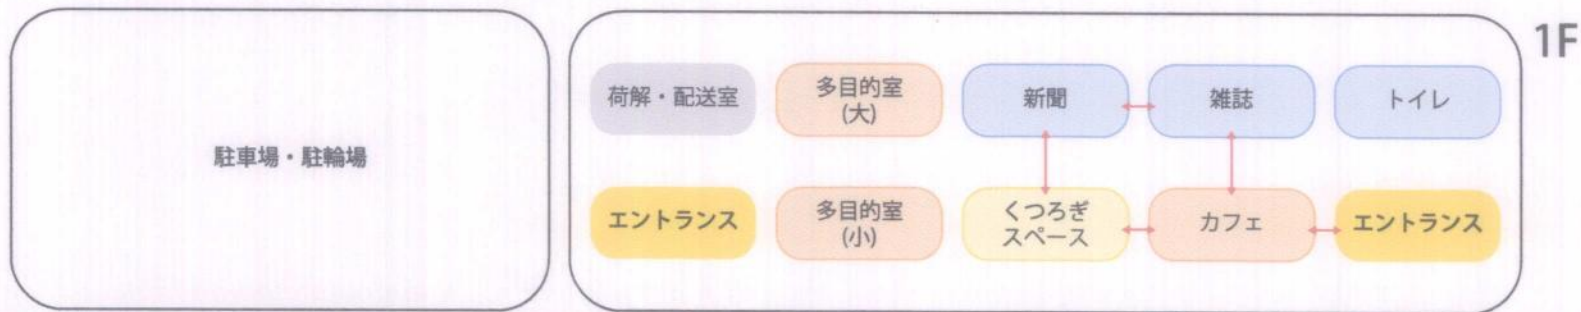 1F
荷解・配送室
多目的室
(大)
新聞
雑誌
トイレ
駐車場・駐輪場
エントランス
多目的室
(小)
くつろぎ
スペース
カフェ
エントランス